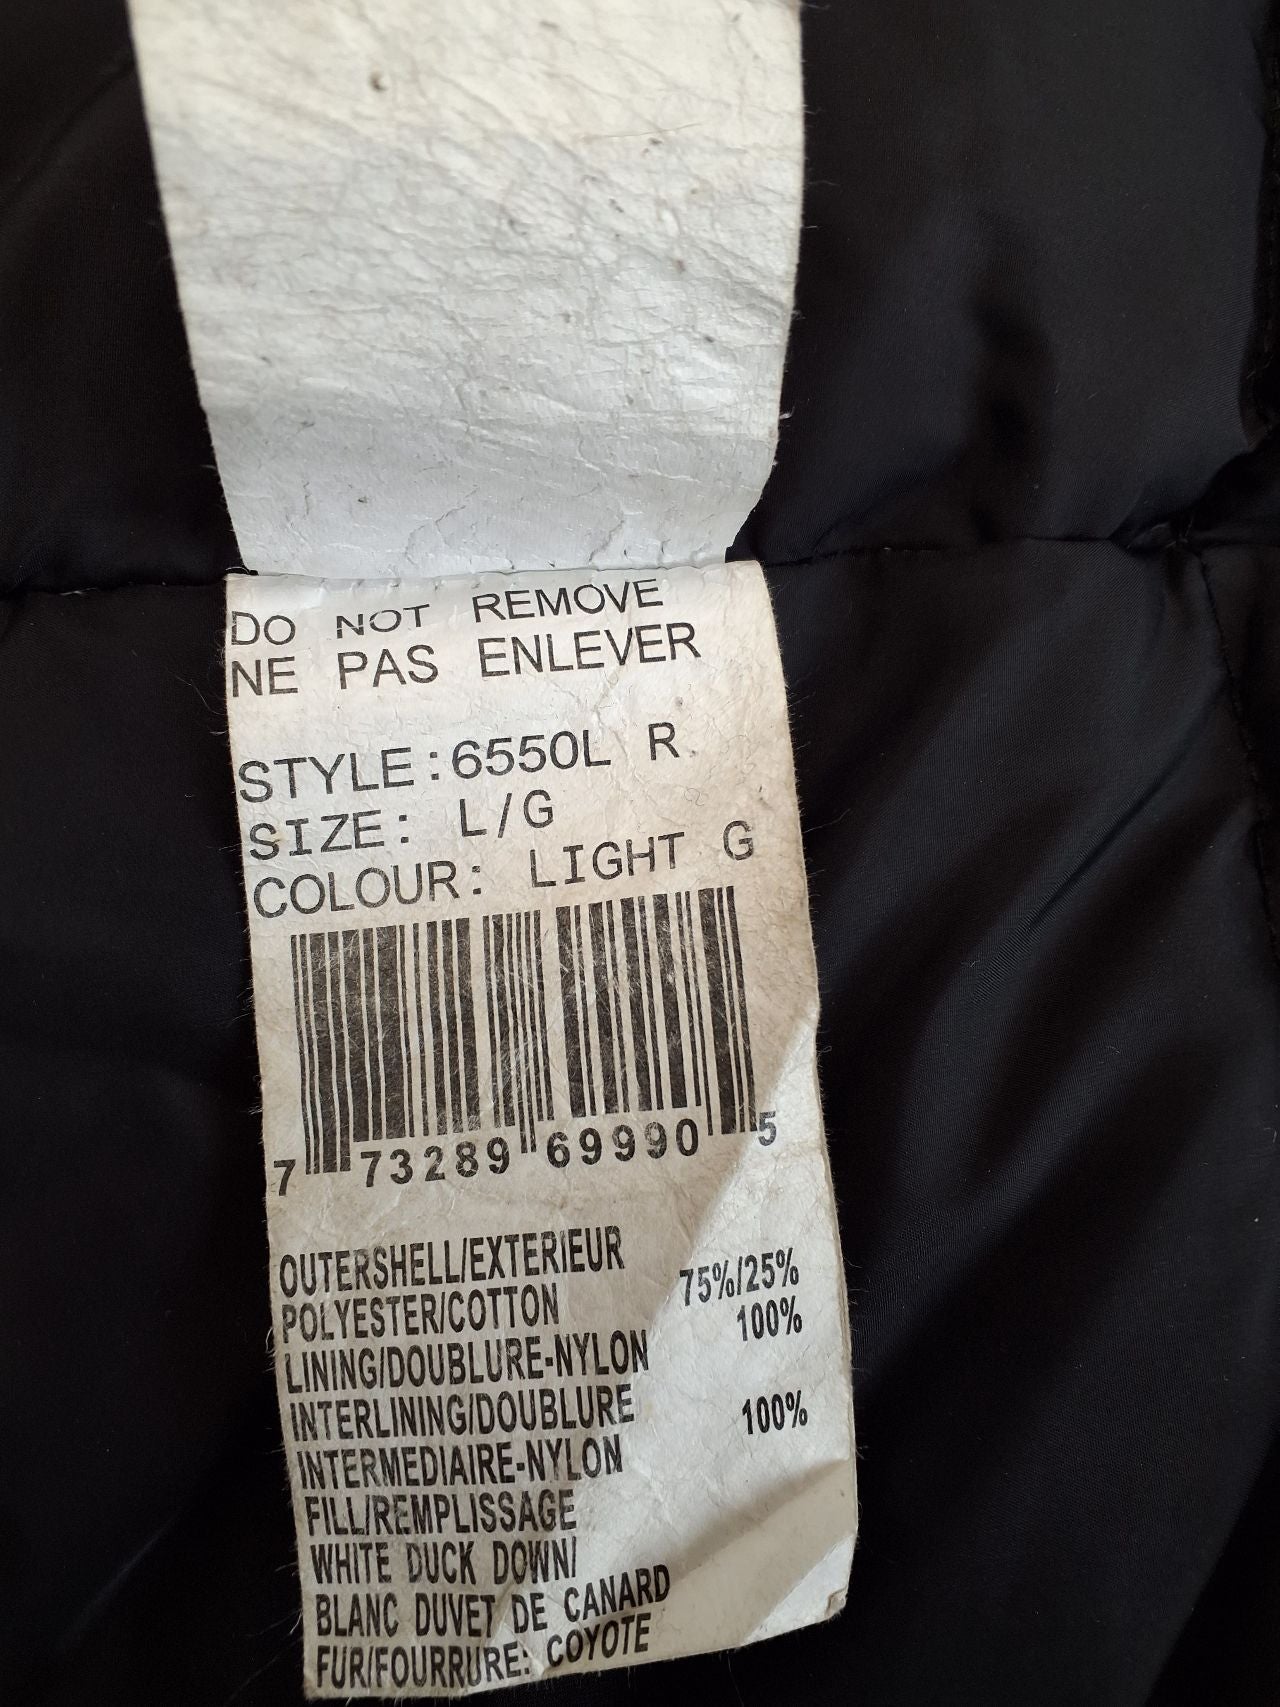 DO NOT REMOVE
NE PAS ENLEVER
STYLE:6550L R
SIZE: L/G
COLOUR: LIGHT G
7 73289 69990 5
OUTERSHELL/EXTERIEUR
POLYESTER/COTTON 75%/25%
LINING/DOUBLURE-NYLON 100%
INTERLINING/DOUBLURE
INTERMEDIAIRE-NYLON 100%
FILL/REMPLISSAGE
WHITE DUCK DOWN/
BLANC DUVET DE CANARD
FUR/FOURRURE: COYOTE